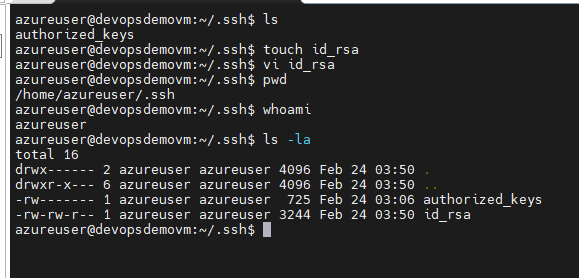 azureuser@devopsdemovm:~/.ssh$ ls
authorized_keys
azureuser@devopsdemovm:~/.ssh$ touch id_rsa
azureuser@devopsdemovm:~/.ssh$ vi id_rsa
azureuser@devopsdemovm:~/.ssh$ pwd
/home/azureuser/.ssh
azureuser@devopsdemovm:~/.ssh$ whoami
azureuser
azureuser@devopsdemovm:~/.ssh$ ls -la
total 16
drwx------ 2 azureuser azureuser 4096 Feb 24 03:50 .
drwxr-x--- 6 azureuser azureuser 4096 Feb 24 03:50 ..
-rw------- 1 azureuser azureuser  725 Feb 24 03:06 authorized_keys
-rw-rw-r-- 1 azureuser azureuser 3244 Feb 24 03:50 id_rsa
azureuser@devopsdemovm:~/.ssh$